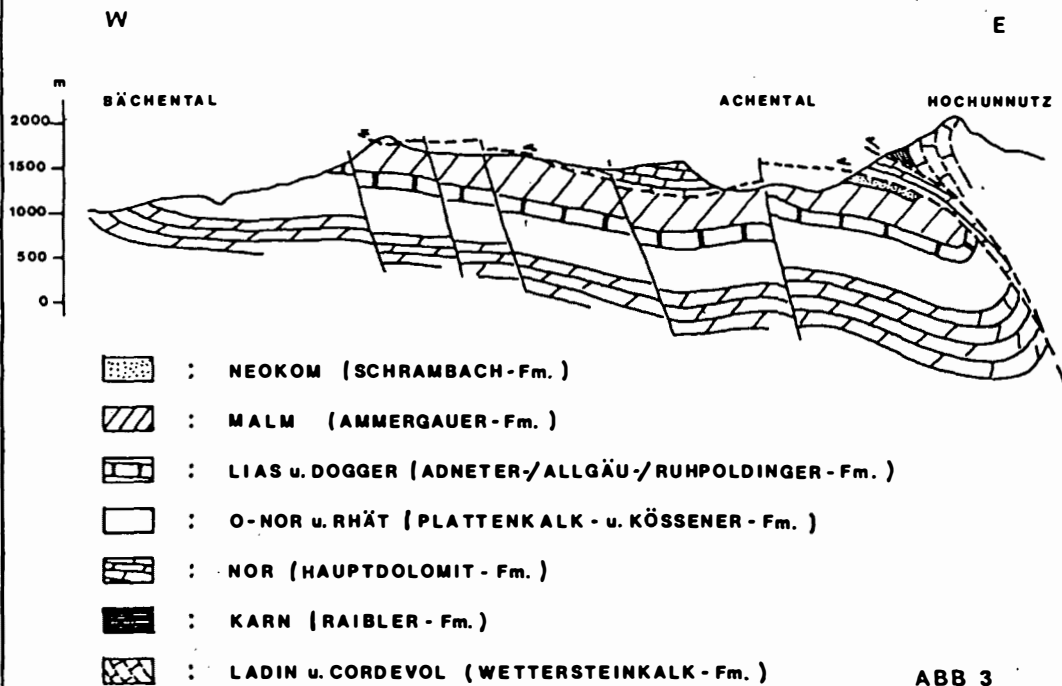 W
E
m
BÄCHENTAL
ACHENTAL
HOCHUNNUTZ
2000
1500
1000
500
0
: NEOKOM (SCHRAMBACH-Fm.)
: MALM (AMMERGAUER-Fm.)
: LIAS u. DOGGER (ADNETER-/ALLGÄU-/RUHPOLDINGER-Fm.)
: O-NOR u. RHÄT (PLATTENKALK- u. KÖSSENER-Fm.)
: NOR (HAUPTDOLOMIT-Fm.)
: KARN (RAIBLER-Fm.)
: LADIN u. CORDEVOL (WETTERSTEINKALK-Fm.)
ABB 3